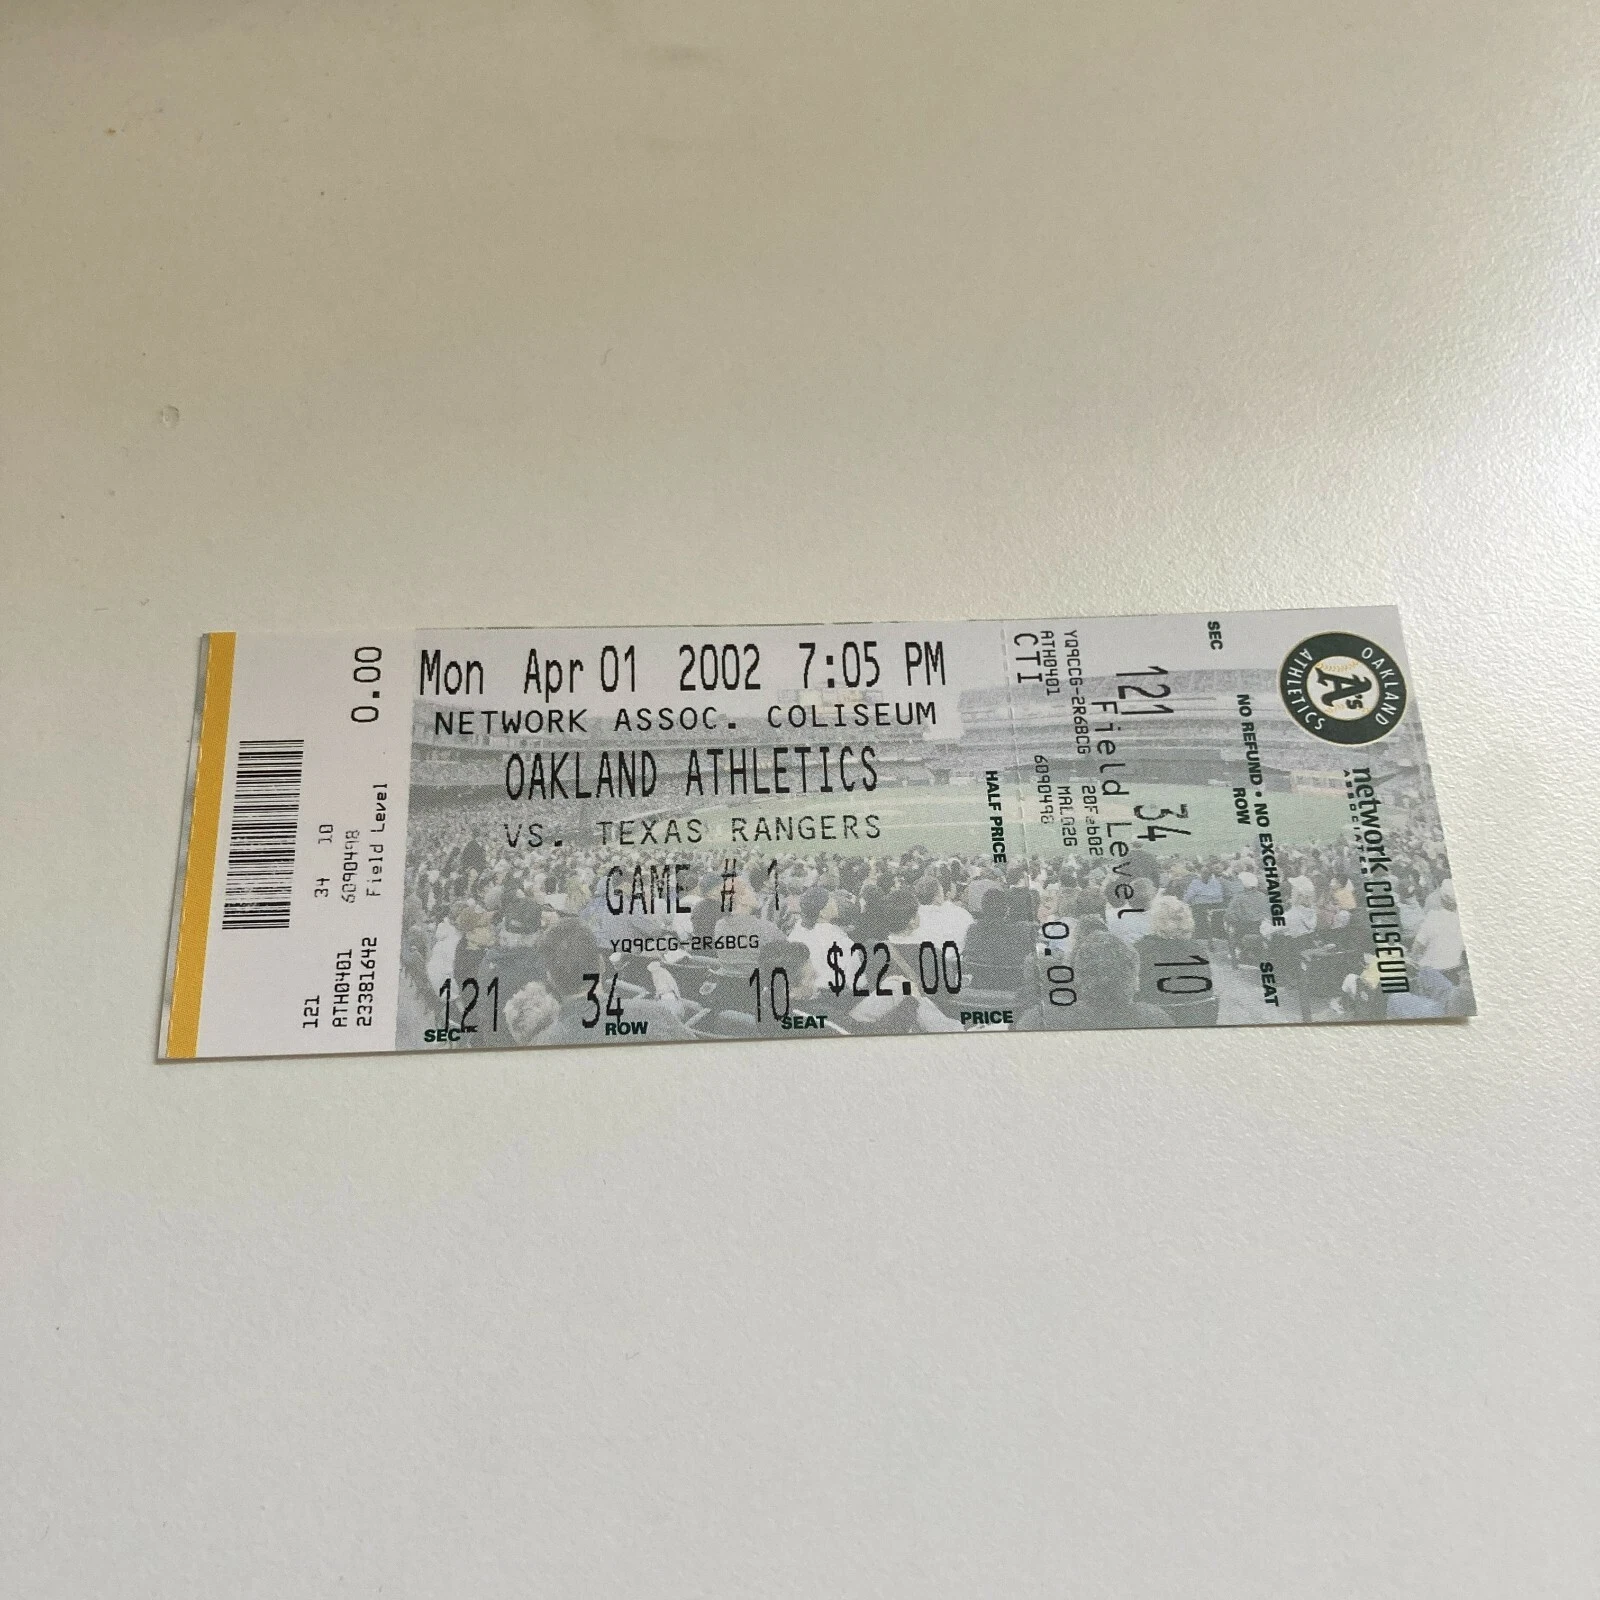 0.00
121 34 10
ATH0401 6090498
23381642 Field Level
Mon Apr 01 2002 7:05 PM
NETWORK ASSOC. COLISEUM
OAKLAND ATHLETICS
VS. TEXAS RANGERS
GAME # 1
YQ9CCG-2R6BCG
121 34 10 $22.00
SEC ROW SEAT PRICE
HALF PRICE
CTI 0.00
ATH0401 6090498
YQ9CCG-2R6BCG MAL02G
20Feb02
Field Level
121 34 10
SEC ROW SEAT
NO REFUND • NO EXCHANGE
OAKLAND
A's
ATHLETICS
network COLISEUM
ASSOCIATES